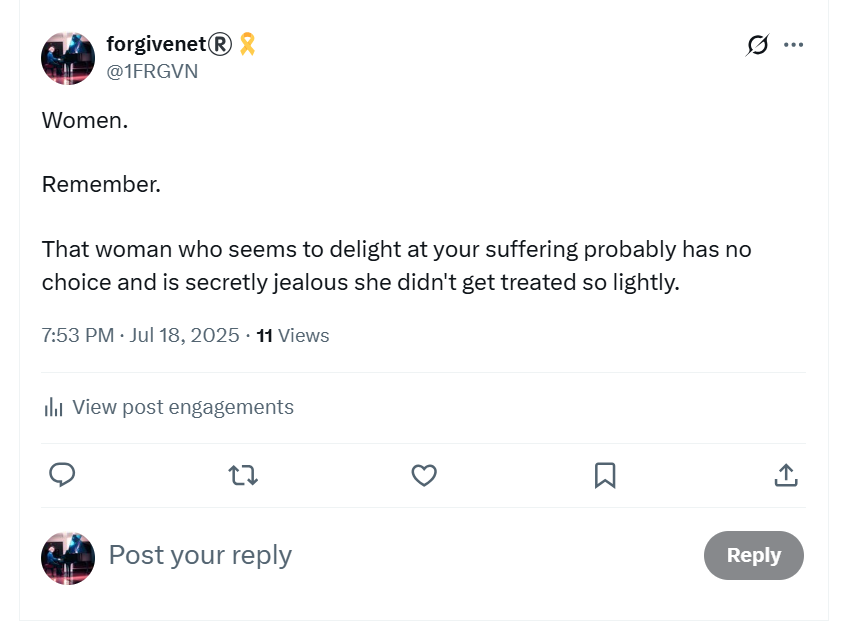 forgivenet®🎗
@1FRGVN
Women.
Remember.
That woman who seems to delight at your suffering probably has no
choice and is secretly jealous she didn't get treated so lightly.
7:53 PM · Jul 18, 2025 · 11 Views
View post engagements
Post your reply
Reply